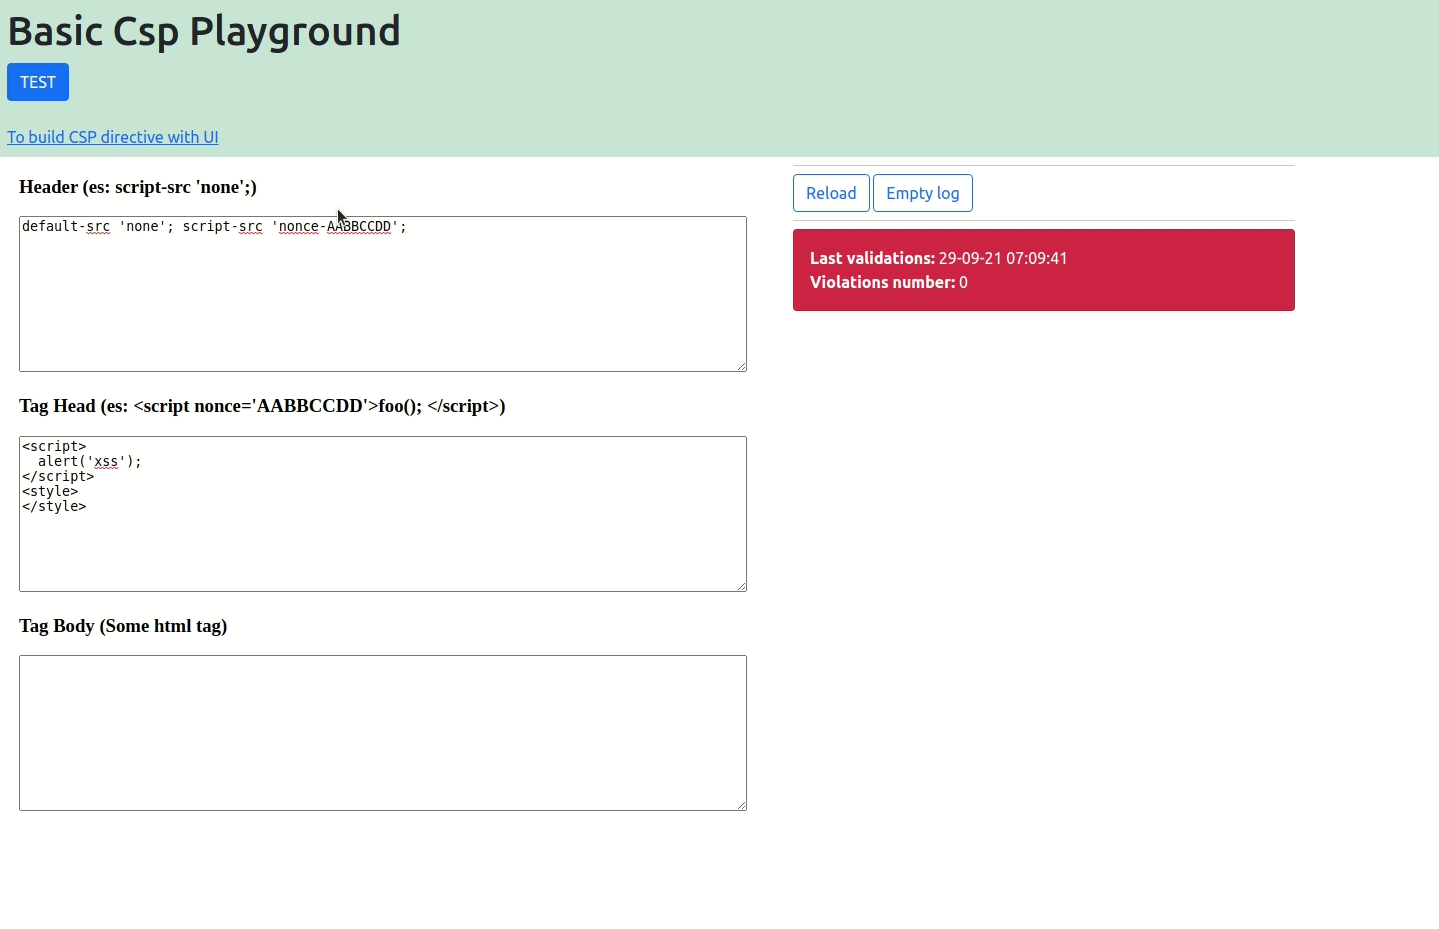 Basic Csp Playground
TEST
To build CSP directive with UI
Header (es: script-src 'none';)
default-src 'none'; script-src 'nonce-AABBCCDD';
Tag Head (es: <script nonce='AABBCCDD'>foo(); </script>)
<script>
  alert('xss');
</script>
<style>
</style>
Tag Body (Some html tag)
Reload Empty log
Last validations: 29-09-21 07:09:41
Violations number: 0